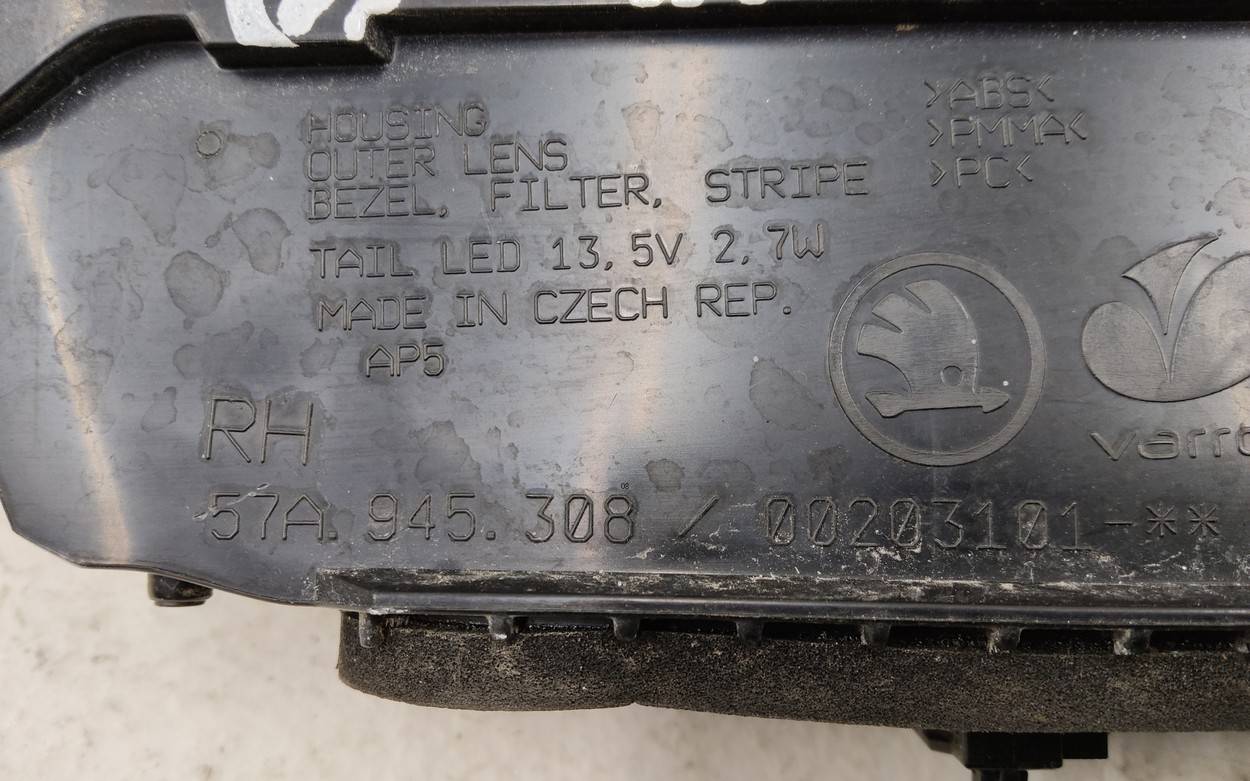 HOUSING >ABS<
OUTER LENS >PMMA<
BEZEL, FILTER, STRIPE >PC<
TAIL LED 13,5V 2,7W
MADE IN CZECH REP.
AP5
RH
57A.945.308 / 00203101-**